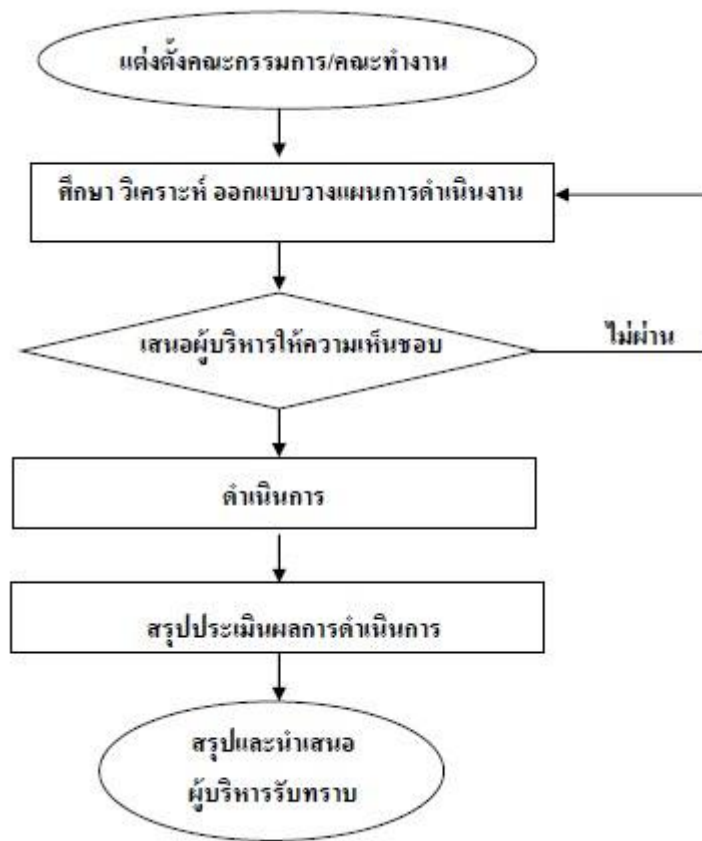 แต่งตั้งคณะกรรมการ/คณะทำงาน
ศึกษา วิเคราะห์ ออกแบบวางแผนการดำเนินงาน
เสนอผู้บริหารให้ความเห็นชอบ
ไม่ผ่าน
ดำเนินการ
สรุปประเมินผลการดำเนินการ
สรุปและนำเสนอ
ผู้บริหารรับทราบ